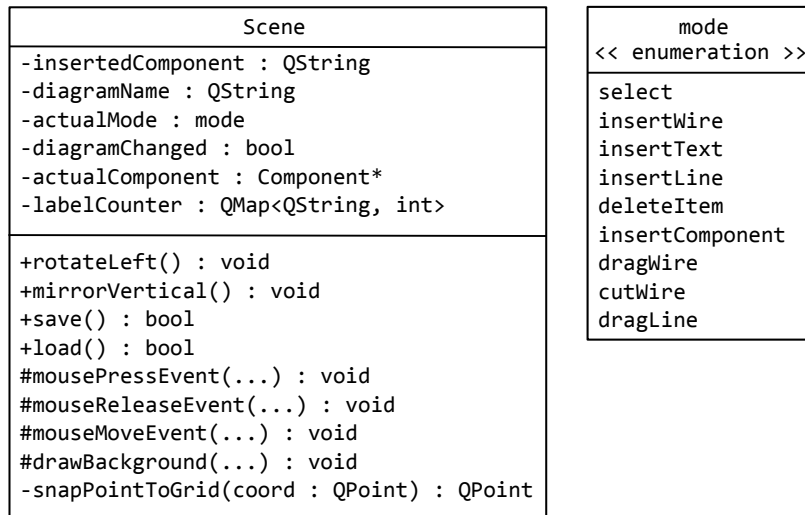 Scene
-insertedComponent : QString
-diagramName : QString
-actualMode : mode
-diagramChanged : bool
-actualComponent : Component*
-labelCounter : QMap<QString, int>
+rotateLeft() : void
+mirrorVertical() : void
+save() : bool
+load() : bool
#mousePressEvent(...) : void
#mouseReleaseEvent(...) : void
#mouseMoveEvent(...) : void
#drawBackground(...) : void
-snapPointToGrid(coord : QPoint) : QPoint
mode
<< enumeration >>
select
insertWire
insertText
insertLine
deleteItem
insertComponent
dragWire
cutWire
dragLine